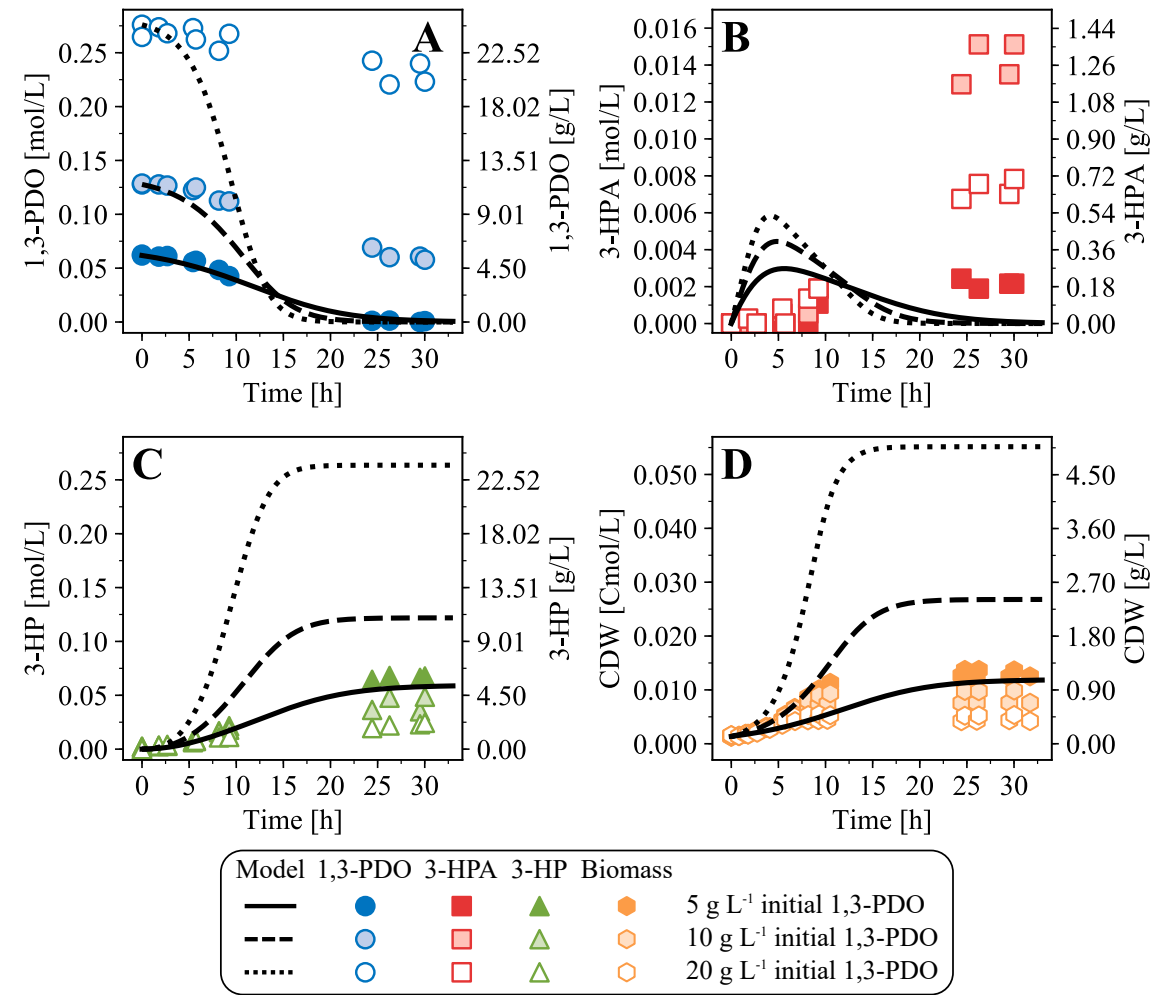 A
0.25
0.20
0.15
0.10
0.05
0.00
1,3-PDO [mol/L]
22.52
18.02
13.51
9.01
4.50
0.00
1,3-PDO [g/L]
0 5 10 15 20 25 30
Time [h]
B
0.016
0.014
0.012
0.010
0.008
0.006
0.004
0.002
0.000
3-HPA [mol/L]
1.44
1.26
1.08
0.90
0.72
0.54
0.36
0.18
0.00
3-HPA [g/L]
0 5 10 15 20 25 30
Time [h]
C
0.25
0.20
0.15
0.10
0.05
0.00
3-HP [mol/L]
22.52
18.02
13.51
9.01
4.50
0.00
3-HP [g/L]
0 5 10 15 20 25 30
Time [h]
D
0.050
0.040
0.030
0.020
0.010
0.000
CDW [Cmol/L]
4.50
3.60
2.70
1.80
0.90
0.00
CDW [g/L]
0 5 10 15 20 25 30
Time [h]
Model 1,3-PDO 3-HPA 3-HP Biomass
5 g L⁻¹ initial 1,3-PDO
10 g L⁻¹ initial 1,3-PDO
20 g L⁻¹ initial 1,3-PDO